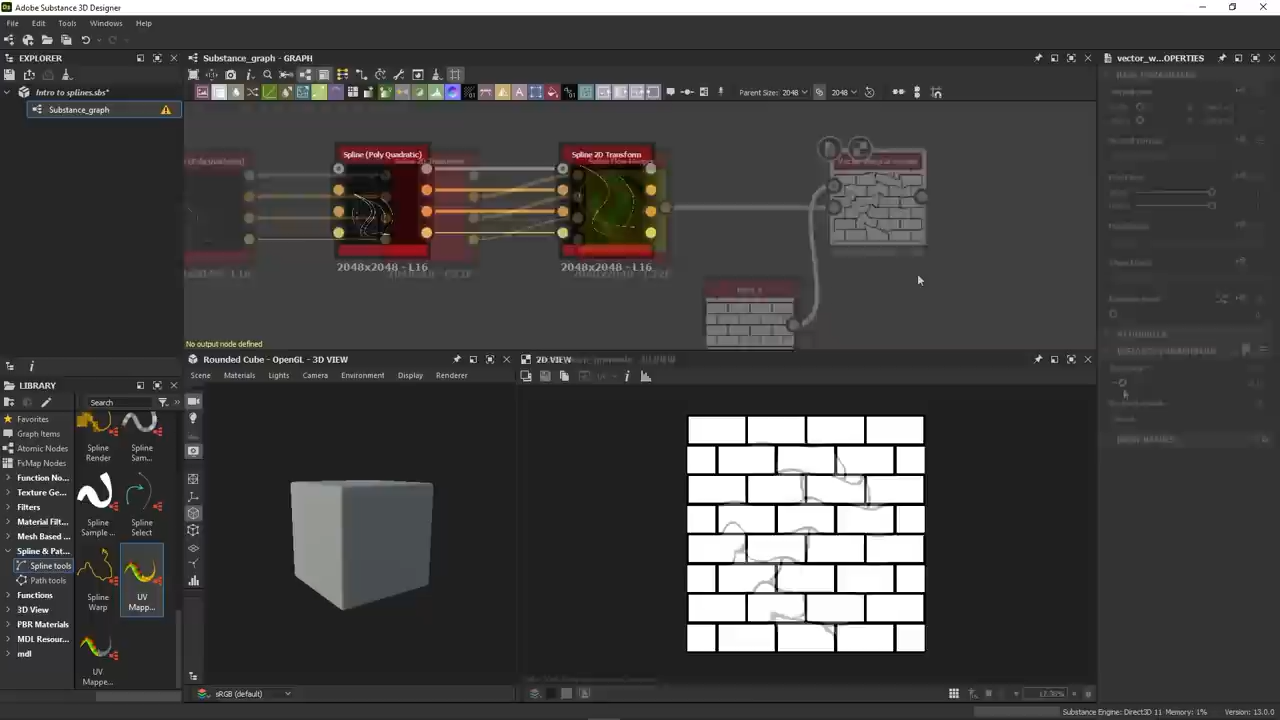 Adobe Substance 3D Designer
File Edit Tools Windows Help
EXPLORER
Intro to splines.sbs*
Substance_graph
LIBRARY
Search
Favorites
Graph Items
Atomic Nodes
FxMap Nodes
Function No...
Texture Ge...
Filters
Material Filt...
Mesh Based ...
Spline & Pat...
Spline tools
Path tools
Functions
3D View
PBR Materials
MDL Resour...
mdl
Spline Render
Spline Sam...
Spline Sample ...
Spline Select
Spline Warp
UV Mapp...
UV Mappe...
Substance_graph - GRAPH
Parent Size: 2048
2048
Spline (Poly Quadratic)
2048x2048 - L16
Spline 2D Transform
2048x2048 - L16
No output node defined
Rounded Cube - OpenGL - 3D VIEW
Scene Materials Lights Camera Environment Display Renderer
sRGB (default)
2D VIEW
vector_w...OPERTIES
Substance Engine: Direct3D 11 Memory: 1%
Version: 13.0.0